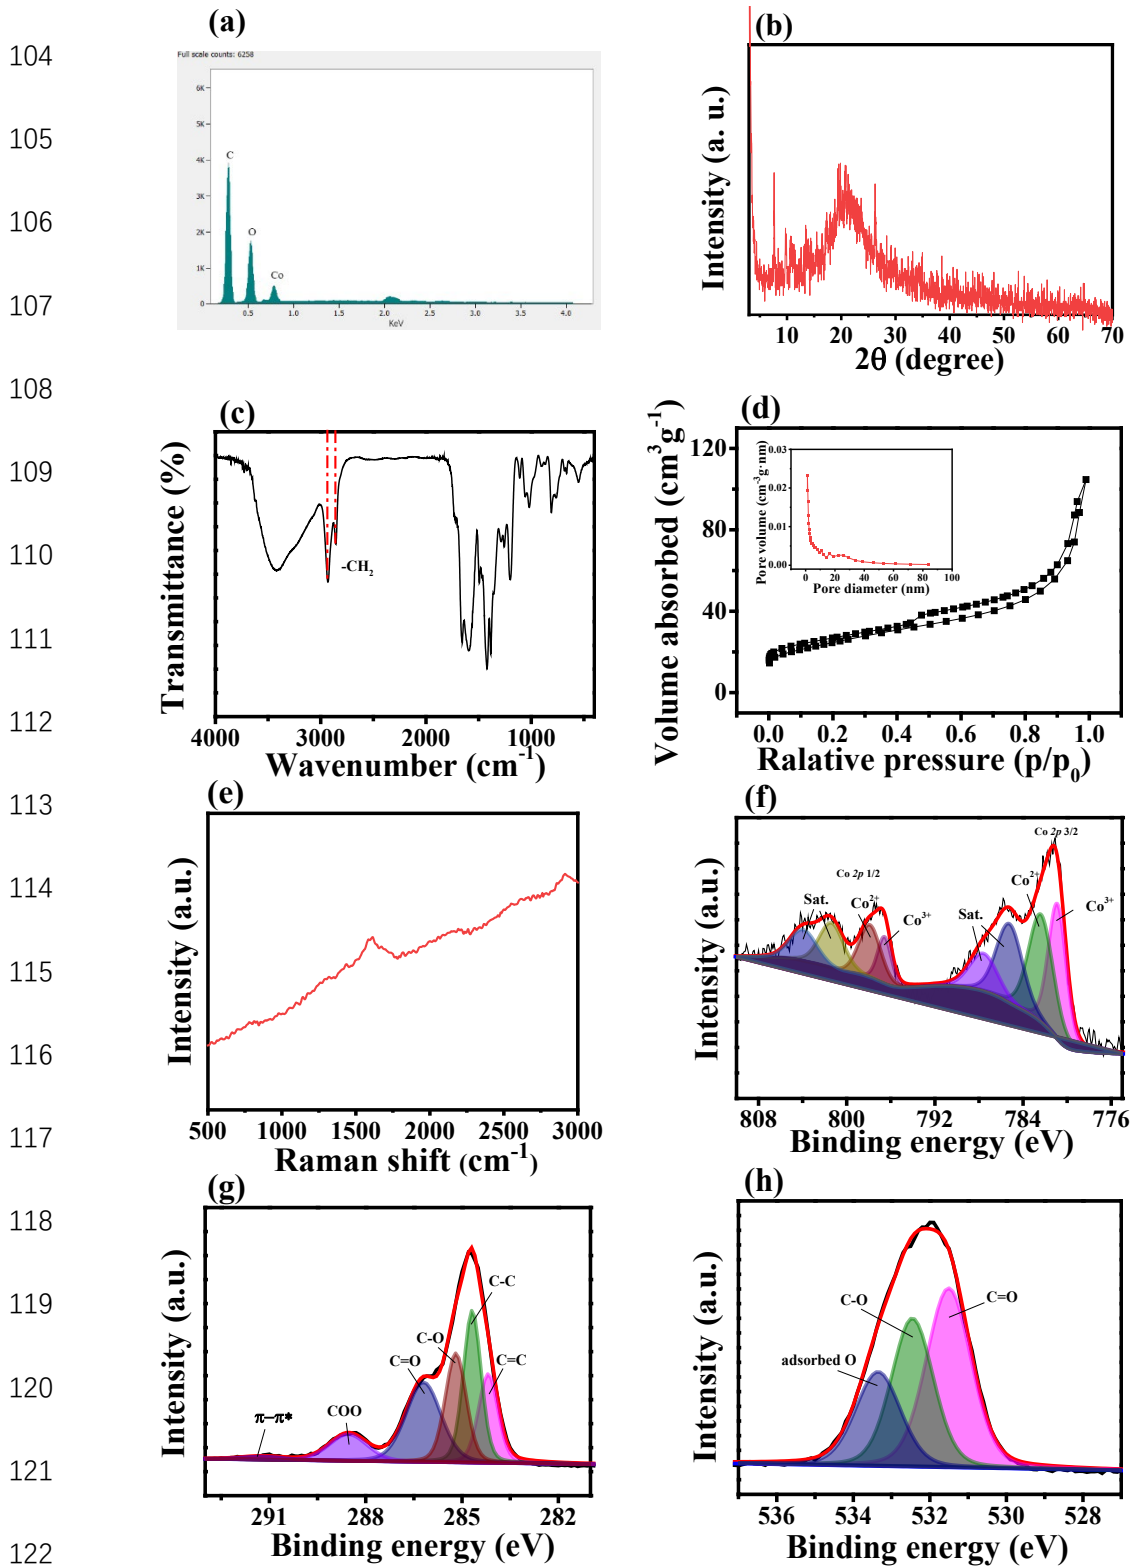 (a)
(b)
104
Full scale counts: 6258
6K
105
5K
C
4K
3K
106
O
2K
Co
1K
107
0
0.5 1.0 1.5 2.0 2.5 3.0 3.5 4.0
KeV
Intensity (a. u.)
10 20 30 40 50 60 70
2θ (degree)
108
(c)
(d)
109
Transmittance (%)
-CH2
110
111
112
4000 3000 2000 1000
Wavenumber (cm-1)
Volume absorbed (cm3g-1)
120
80
40
0
Pore volume (cm-3g·nm)
0.03
0.02
0.01
0.00
0 20 40 60 80 100
Pore diameter (nm)
0.0 0.2 0.4 0.6 0.8 1.0
Ralative pressure (p/p0)
113
(e)
(f)
114
Intensity (a.u.)
115
116
500 1000 1500 2000 2500 3000
117
Raman shift (cm-1)
Intensity (a.u.)
Co 2p 3/2
Co 2p 1/2
Co2+
Sat.
Co2+
Co3+
Sat.
Co3+
808 800 792 784 776
Binding energy (eV)
(g)
(h)
118
Intensity (a.u.)
119
C-C
C-O
C=O
C=C
120
COO
π-π*
121
291 288 285 282
122
Binding energy (eV)
Intensity (a.u.)
C-O
C=O
adsorbed O
536 534 532 530 528
Binding energy (eV)